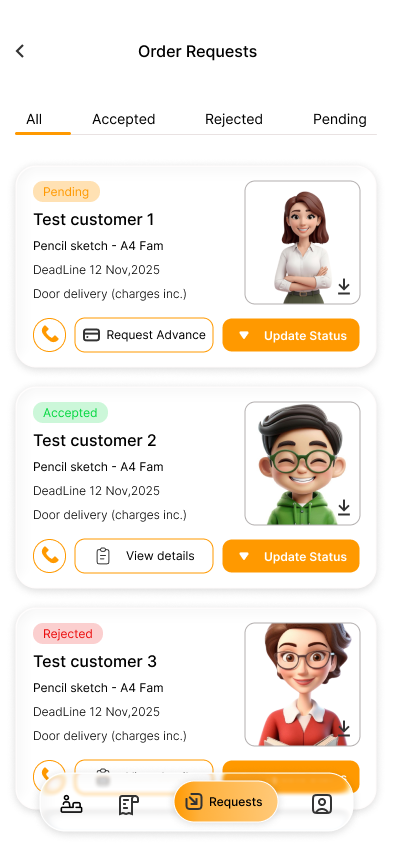 Order Requests
All Accepted Rejected Pending
Pending
Test customer 1
Pencil sketch - A4 Fam
DeadLine 12 Nov,2025
Door delivery (charges inc.)
Request Advance Update Status
Accepted
Test customer 2
Pencil sketch - A4 Fam
DeadLine 12 Nov,2025
Door delivery (charges inc.)
View details Update Status
Rejected
Test customer 3
Pencil sketch - A4 Fam
DeadLine 12 Nov,2025
Door delivery (charges inc.)
Requests